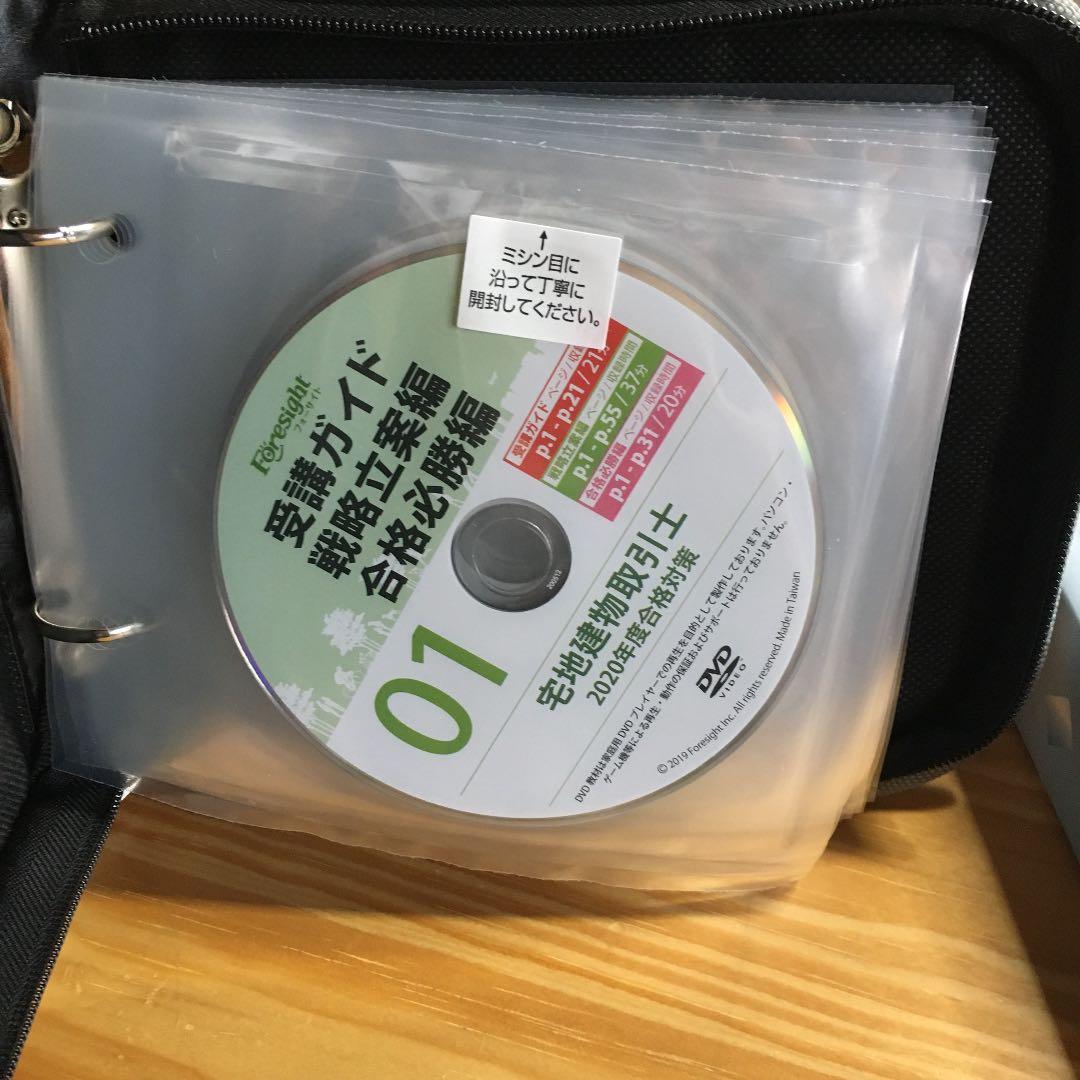 ↑
ミシン目に
沿って丁寧に
開封してください。
Foresight
フォーサイト
受講ガイド
戦略立案編
合格必勝編
受講ガイド ページ/収録
p.1 - p.21 / 21分
戦略立案編 ページ/収録時間
p.1 - p.55 / 37分
合格必勝編 ページ/収録時間
p.1 - p.31 / 20分
01
200512
宅地建物取引士
2020年度合格対策
DVD 教材は家庭用 DVD プレイヤーでの再生を目的として製作しております。パソコン・
ゲーム機等による再生・動作の保証およびサポートは行っておりません。
DVD
VIDEO
© 2019 Foresight Inc. All rights reserved. Made in Taiwan